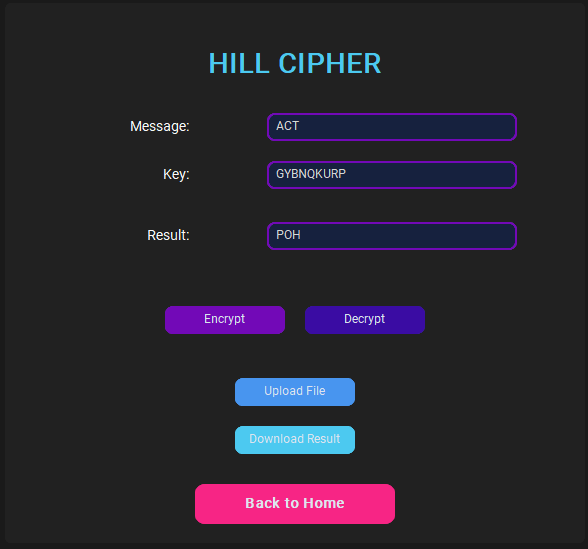 HILL CIPHER
Message: ACT
Key: GYBNQKURP
Result: POH
Encrypt Decrypt
Upload File
Download Result
Back to Home